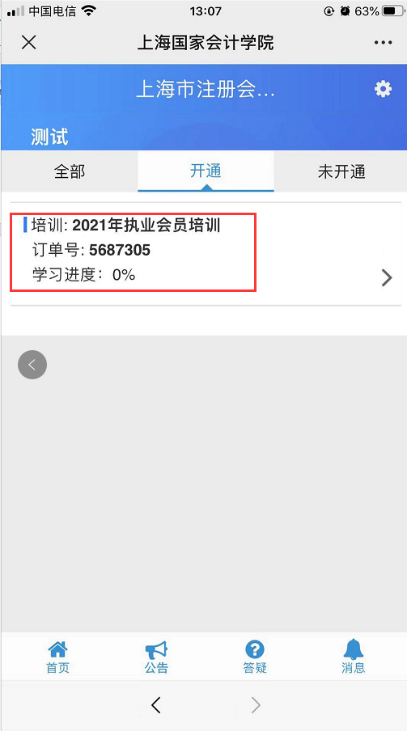 中国电信 13:07 63%
上海国家会计学院
上海市注册会...
测试
全部 开通 未开通
培训: 2021年执业会员培训
订单号: 5687305
学习进度：0%
首页 公告 答疑 消息